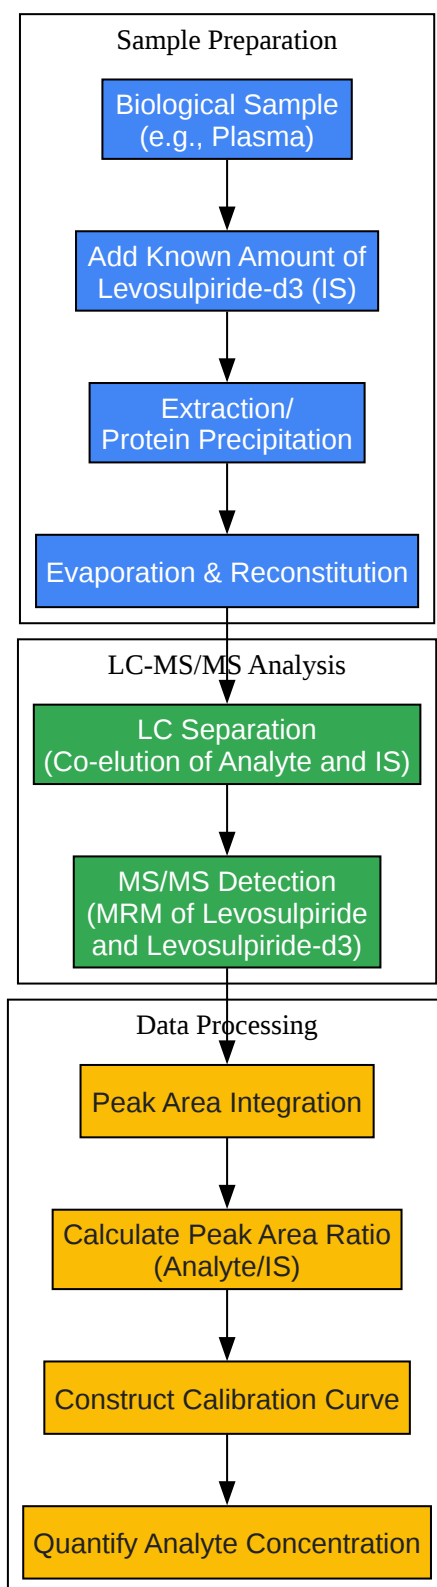 Sample Preparation
Biological Sample
(e.g., Plasma)
Add Known Amount of
Levosulpiride-d3 (IS)
Extraction/
Protein Precipitation
Evaporation & Reconstitution
LC-MS/MS Analysis
LC Separation
(Co-elution of Analyte and IS)
MS/MS Detection
(MRM of Levosulpiride
and Levosulpiride-d3)
Data Processing
Peak Area Integration
Calculate Peak Area Ratio
(Analyte/IS)
Construct Calibration Curve
Quantify Analyte Concentration